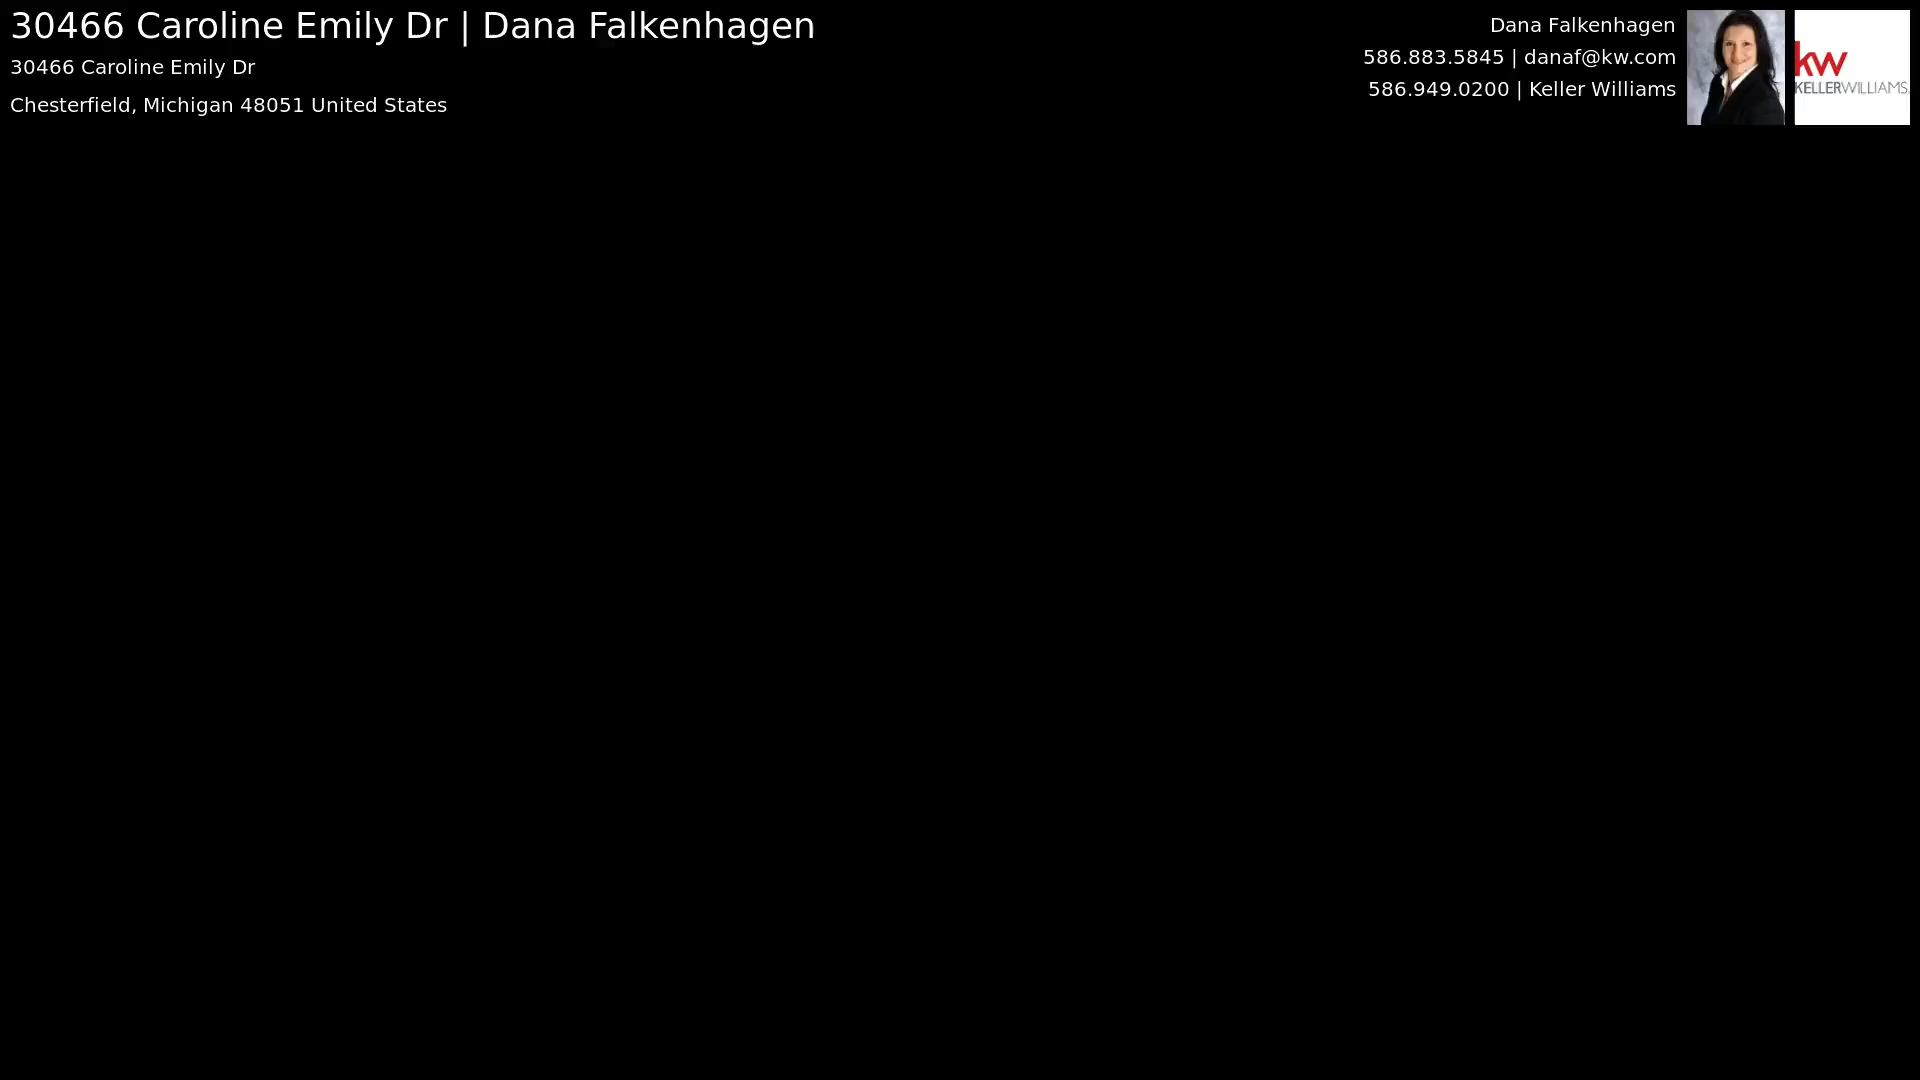 30466 Caroline Emily Dr | Dana Falkenhagen
30466 Caroline Emily Dr
Chesterfield, Michigan 48051 United States
Dana Falkenhagen
586.883.5845 | danaf@kw.com
586.949.0200 | Keller Williams
kw
KELLERWILLIAMS.